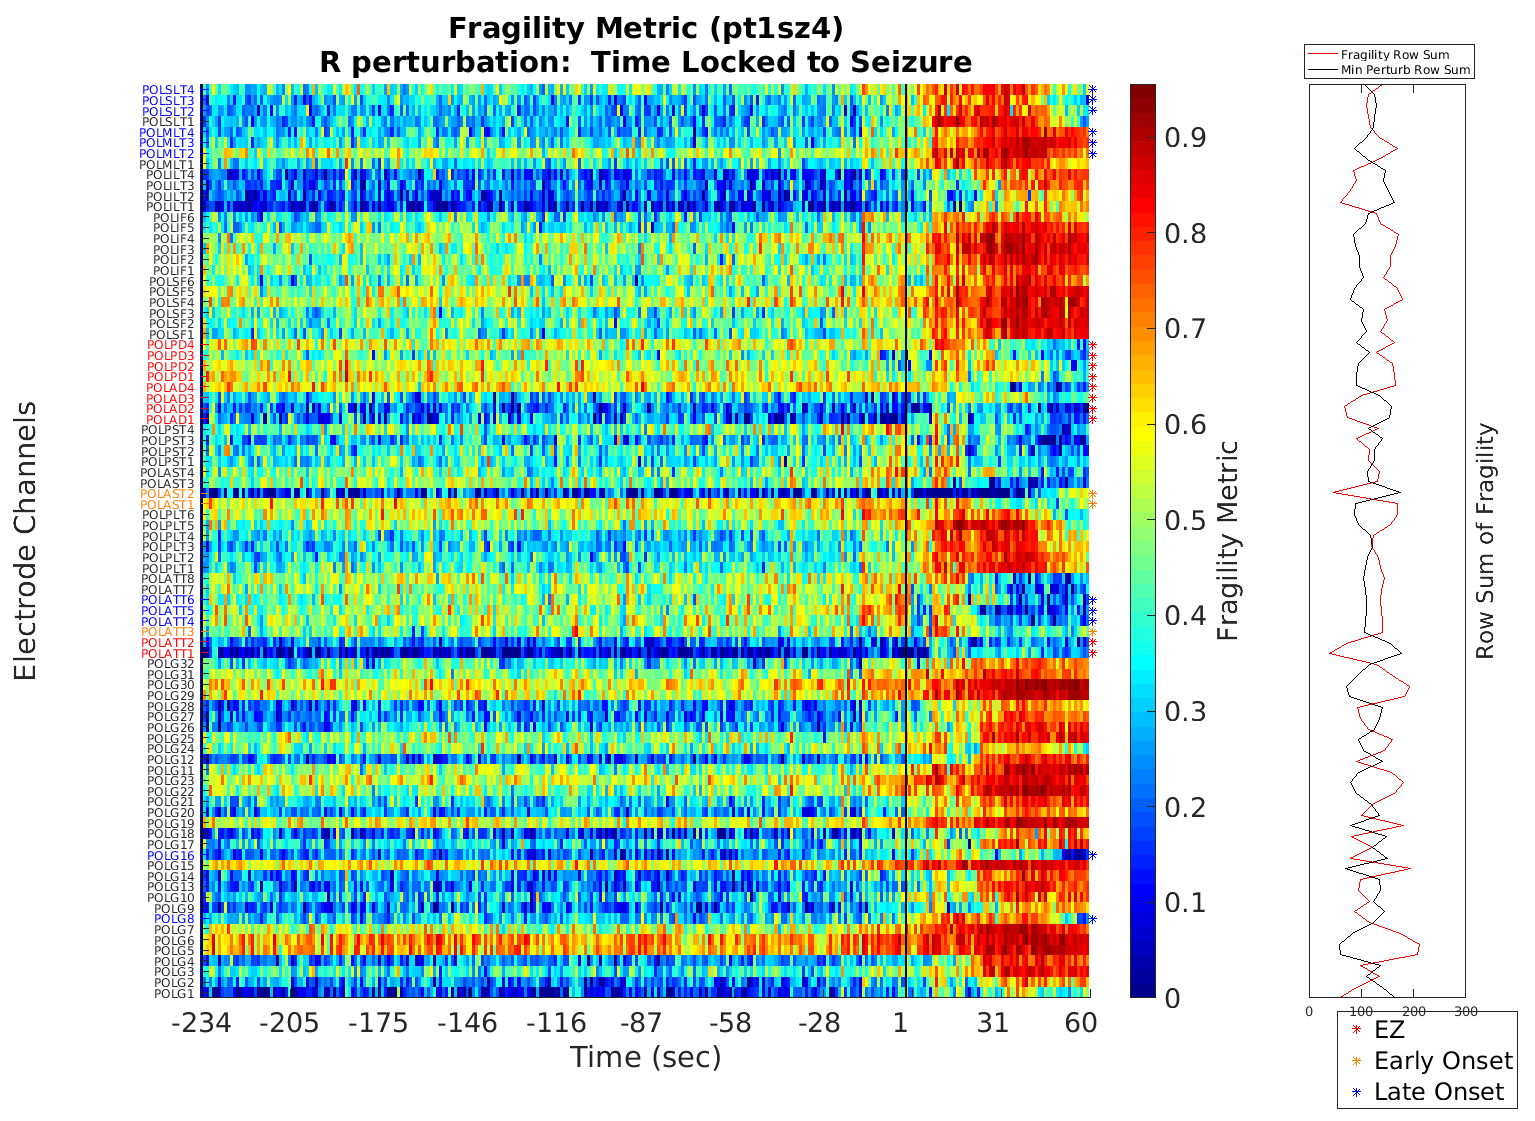 Fragility Metric (pt1sz4)
R perturbation:  Time Locked to Seizure
Electrode Channels
POLSLT4
POLSLT3
POLSLT2
POLSLT1
POLMLT4
POLMLT3
POLMLT2
POLMLT1
POLILT4
POLILT3
POLILT2
POLILT1
POLIF6
POLIF5
POLIF4
POLIF3
POLIF2
POLIF1
POLSF6
POLSF5
POLSF4
POLSF3
POLSF2
POLSF1
POLPD4
POLPD3
POLPD2
POLPD1
POLAD4
POLAD3
POLAD2
POLAD1
POLPST4
POLPST3
POLPST2
POLPST1
POLAST4
POLAST3
POLAST2
POLAST1
POLPLT6
POLPLT5
POLPLT4
POLPLT3
POLPLT2
POLPLT1
POLATT8
POLATT7
POLATT6
POLATT5
POLATT4
POLATT3
POLATT2
POLATT1
POLG32
POLG31
POLG30
POLG29
POLG28
POLG27
POLG26
POLG25
POLG24
POLG12
POLG11
POLG23
POLG22
POLG21
POLG20
POLG19
POLG18
POLG17
POLG16
POLG15
POLG14
POLG13
POLG10
POLG9
POLG8
POLG7
POLG6
POLG5
POLG4
POLG3
POLG2
POLG1
-234 -205 -175 -146 -116 -87 -58 -28 1 31 60
Time (sec)
0.9
0.8
0.7
0.6
0.5
0.4
0.3
0.2
0.1
0
Fragility Metric
Fragility Row Sum
Min Perturb Row Sum
Row Sum of Fragility
0 100 200 300
EZ
Early Onset
Late Onset